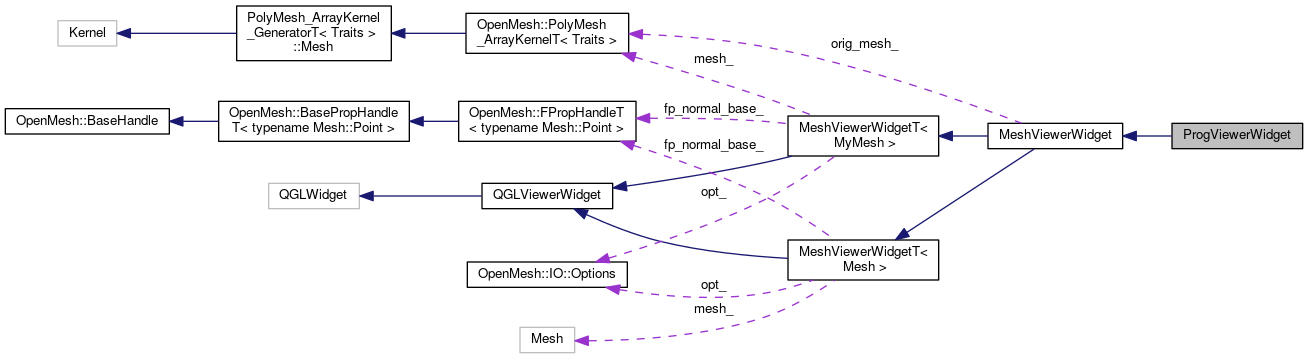 Kernel
PolyMesh_ArrayKernel
_GeneratorT< Traits >
::Mesh
OpenMesh::PolyMesh
_ArrayKernelT< Traits >
orig_mesh_
mesh_
OpenMesh::BaseHandle
OpenMesh::BasePropHandle
T< typename Mesh::Point >
OpenMesh::FPropHandleT
< typename Mesh::Point >
fp_normal_base_
fp_normal_base_
MeshViewerWidgetT<
MyMesh >
MeshViewerWidget
ProgViewerWidget
QGLWidget
QGLViewerWidget
opt_
OpenMesh::IO::Options
MeshViewerWidgetT<
Mesh >
opt_
mesh_
Mesh